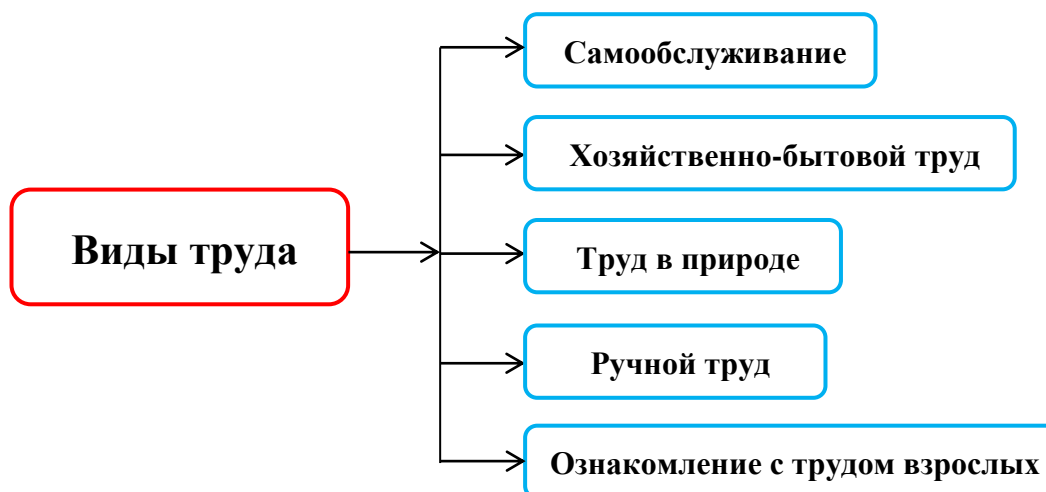 Виды труда
Самообслуживание
Хозяйственно-бытовой труд
Труд в природе
Ручной труд
Ознакомление с трудом взрослых